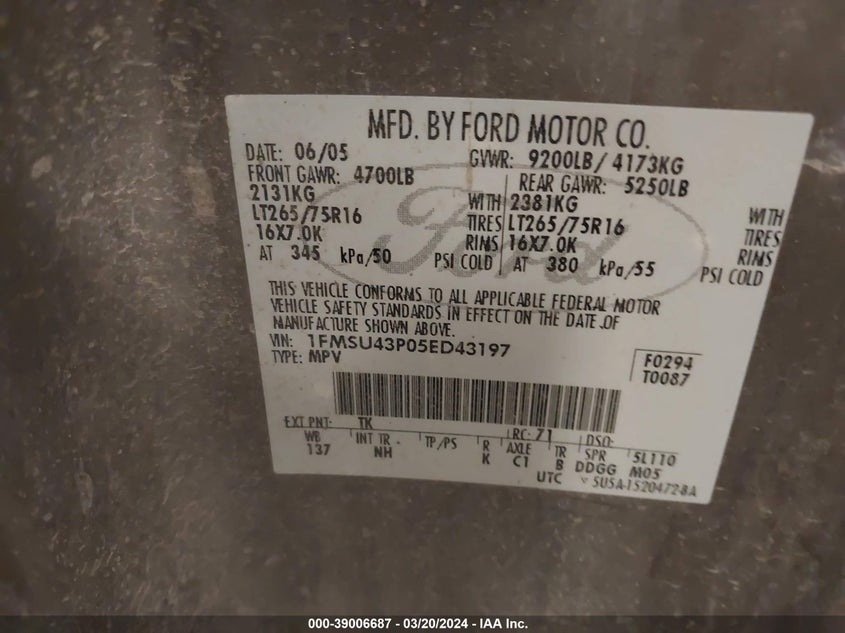 MFD. BY FORD MOTOR CO.
DATE: 06/05 GVWR: 9200LB/ 4173KG
FRONT GAWR: 4700LB REAR GAWR: 5250LB
2131KG WITH 2381KG WITH
LT265/75R16 TIRES LT265/75R16 TIRES
16X7.0K RIMS 16X7.0K RIMS
AT 345 kPa/50 PSI COLD AT 380 kPa/55 PSI COLD
Ford
THIS VEHICLE CONFORMS TO ALL APPLICABLE FEDERAL MOTOR
VEHICLE SAFETY STANDARDS IN EFFECT ON THE DATE OF
MANUFACTURE SHOWN ABOVE.
VIN: 1FMSU43P05ED43197
TYPE: MPV
F0294
T0087
EXT PNT: TK RC: 71 DSO:
WB INT TR TP/PS R AXLE TR SPR 5L110
137 NH K C1 B DDGG M05
UTC ▽ 5U5A-1520472-BA
000-39006687 - 03/20/2024 - IAA Inc.